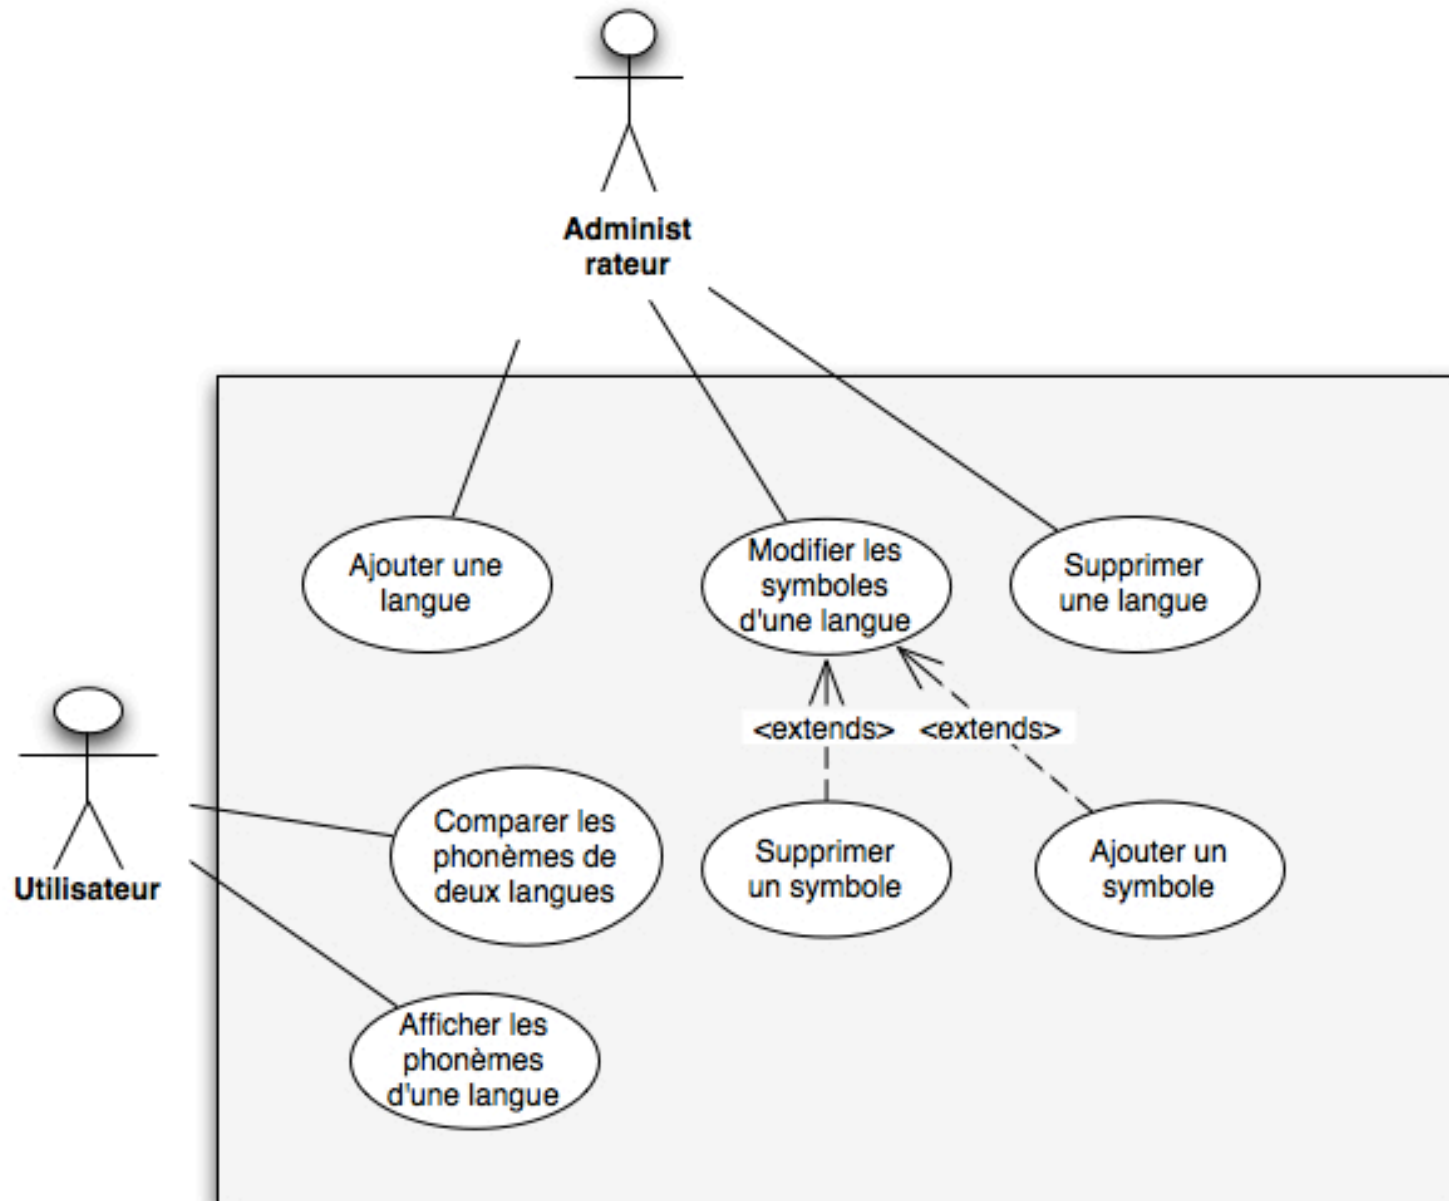 Administ
rateur
Ajouter une
langue
Modifier les
symboles
d'une langue
Supprimer
une langue
<extends>
<extends>
Utilisateur
Comparer les
phonèmes de
deux langues
Supprimer
un symbole
Ajouter un
symbole
Afficher les
phonèmes
d'une langue